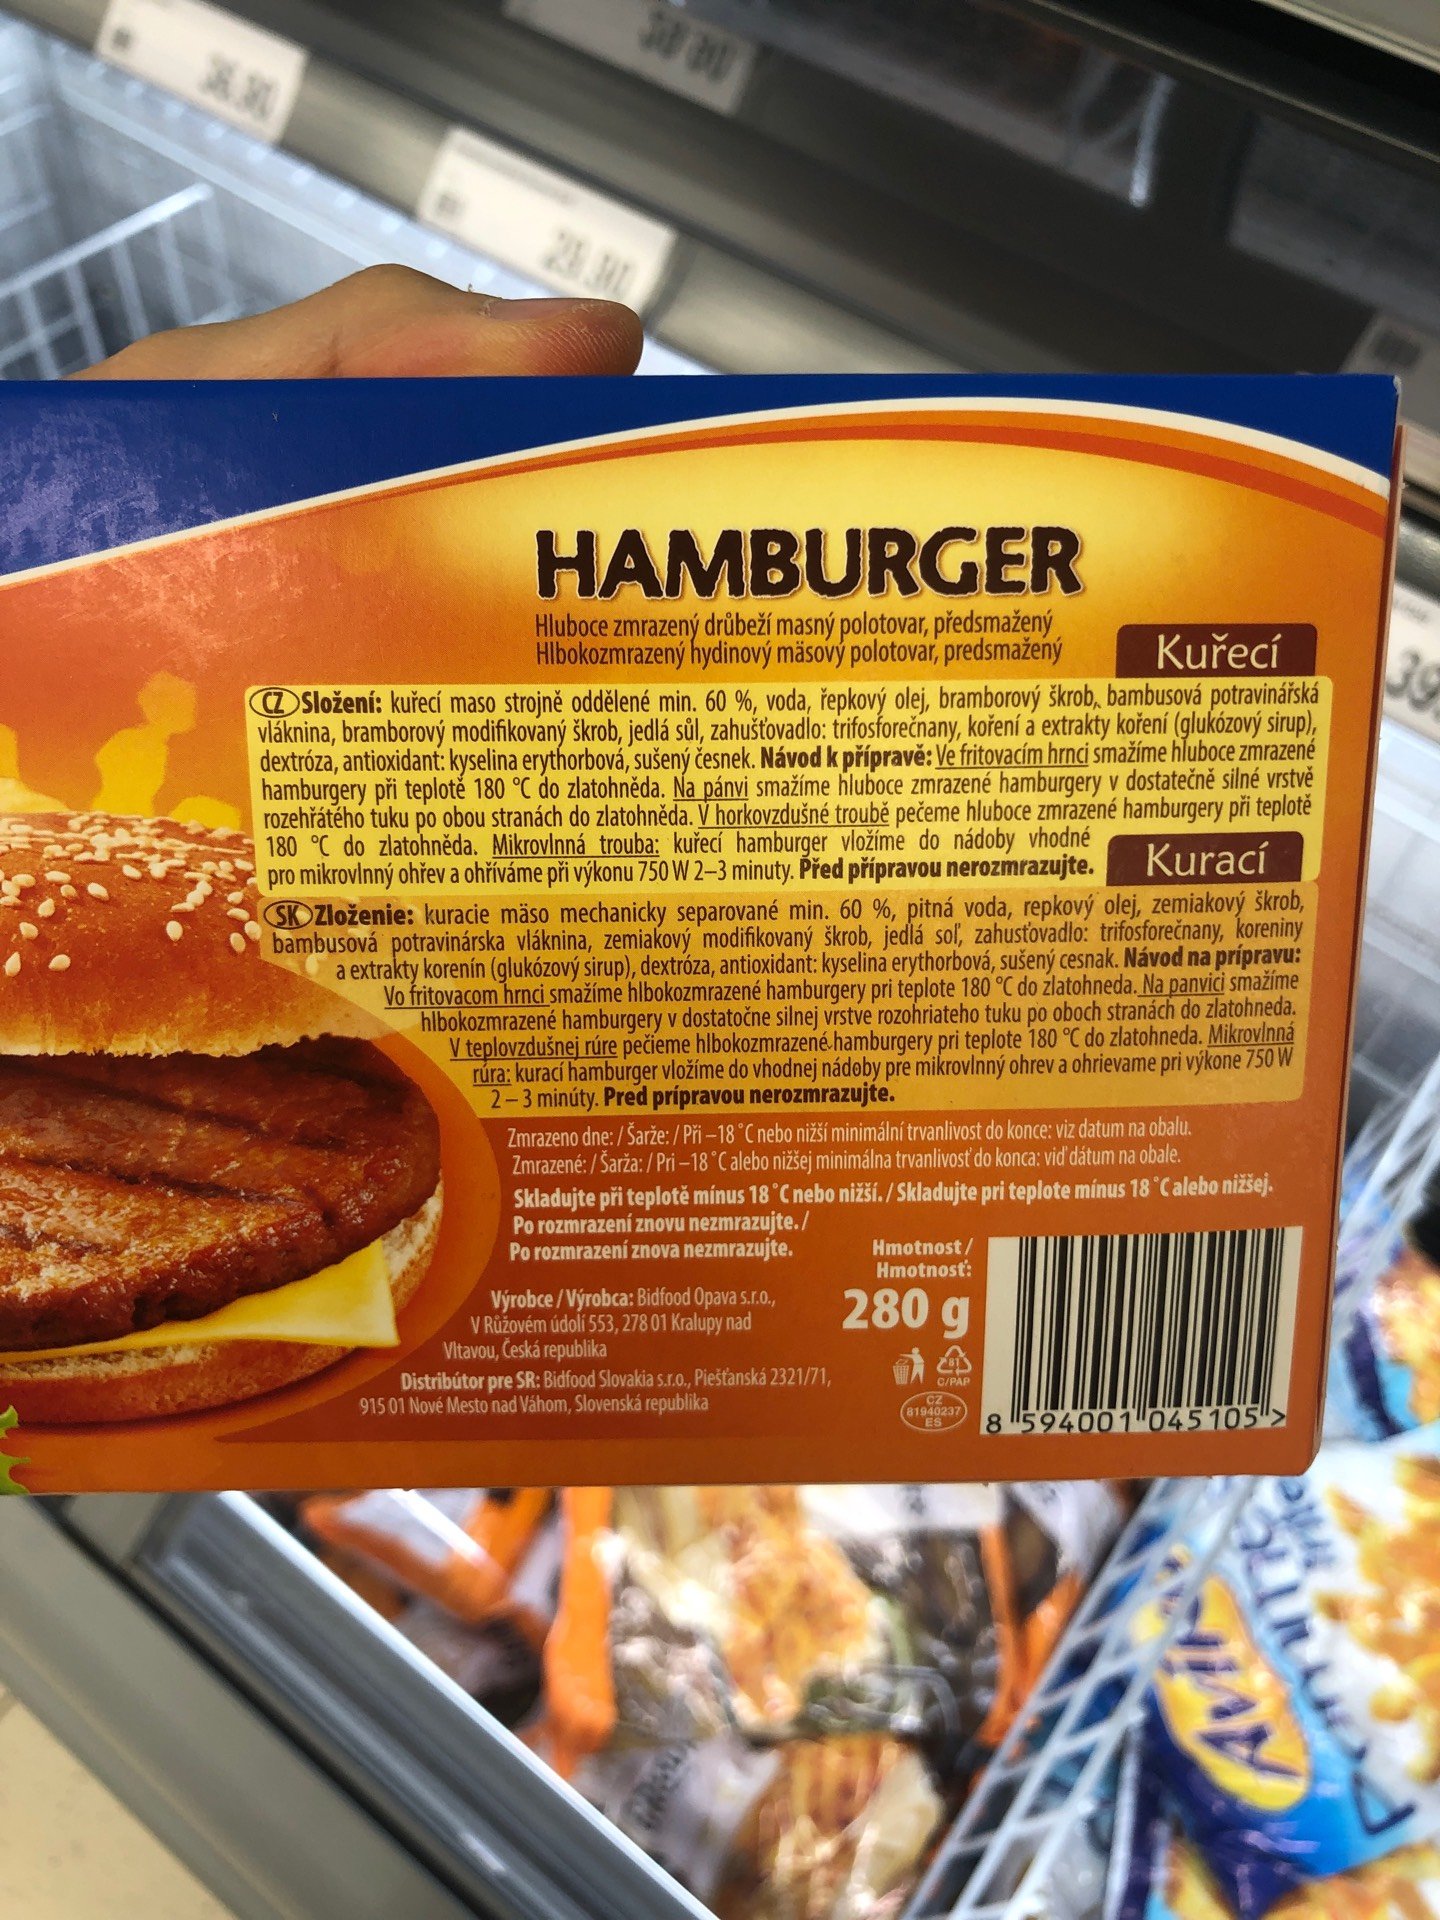 HAMBURGER
Hluboce zmrazený drůbeží masný polotovar, předsmažený
Hlbokozmrazený hydinový mäsový polotovar, predsmažený
Kuřecí
CZ Složení: kuřecí maso strojně oddělené min. 60 %, voda, řepkový olej, bramborový škrob, bambusová potravinářská
vláknina, bramborový modifikovaný škrob, jedlá sůl, zahušťovadlo: trifosforečnany, koření a extrakty koření (glukózový sirup),
dextróza, antioxidant: kyselina erythorbová, sušený česnek. Návod k přípravě: Ve fritovacím hrnci smažíme hluboce zmrazené
hamburgery při teplotě 180 °C do zlatohněda. Na pánvi smažíme hluboce zmrazené hamburgery v dostatečně silné vrstvě
rozehřátého tuku po obou stranách do zlatohněda. V horkovzdušné troubě pečeme hluboce zmrazené hamburgery při teplotě
180 °C do zlatohněda. Mikrovlnná trouba: kuřecí hamburger vložíme do nádoby vhodné
pro mikrovlnný ohřev a ohříváme při výkonu 750 W 2–3 minuty. Před přípravou nerozmrazujte.
Kurací
SK Zloženie: kuracie mäso mechanicky separované min. 60 %, pitná voda, repkový olej, zemiakový škrob,
bambusová potravinárska vláknina, zemiakový modifikovaný škrob, jedlá soľ, zahusťovadlo: trifosforečnany, koreniny
a extrakty korenín (glukózový sirup), dextróza, antioxidant: kyselina erythorbová, sušený cesnak. Návod na prípravu:
Vo fritovacom hrnci smažíme hlbokozmrazené hamburgery pri teplote 180 °C do zlatohneda. Na panvici smažíme
hlbokozmrazené hamburgery v dostatočne silnej vrstve rozohriateho tuku po oboch stranách do zlatohneda.
V teplovzdušnej rúre pečieme hlbokozmrazené hamburgery pri teplote 180 °C do zlatohneda. Mikrovlnná
rúra: kurací hamburger vložíme do vhodnej nádoby pre mikrovlnný ohrev a ohrievame pri výkone 750 W
2 – 3 minúty. Pred prípravou nerozmrazujte.
Zmrazeno dne: / Šarže: / Při –18 °C nebo nižší minimální trvanlivost do konce: viz datum na obalu.
Zmrazené: / Šarža: / Pri –18 °C alebo nižšej minimálna trvanlivosť do konca: viď dátum na obale.
Skladujte při teplotě mínus 18 °C nebo nižší. / Skladujte pri teplote mínus 18 °C alebo nižšej.
Po rozmrazení znovu nezmrazujte. /
Po rozmrazení znova nezmrazujte.
Hmotnost /
Hmotnosť:
280 g
Výrobce / Výrobca: Bidfood Opava s.r.o.,
V Růžovém údolí 553, 278 01 Kralupy nad
Vltavou, Česká republika
Distribútor pre SR: Bidfood Slovakia s.r.o., Piešťanská 2321/71,
915 01 Nové Mesto nad Váhom, Slovenská republika
81
C/PAP
CZ
81940237
ES
8 594001 045105 >